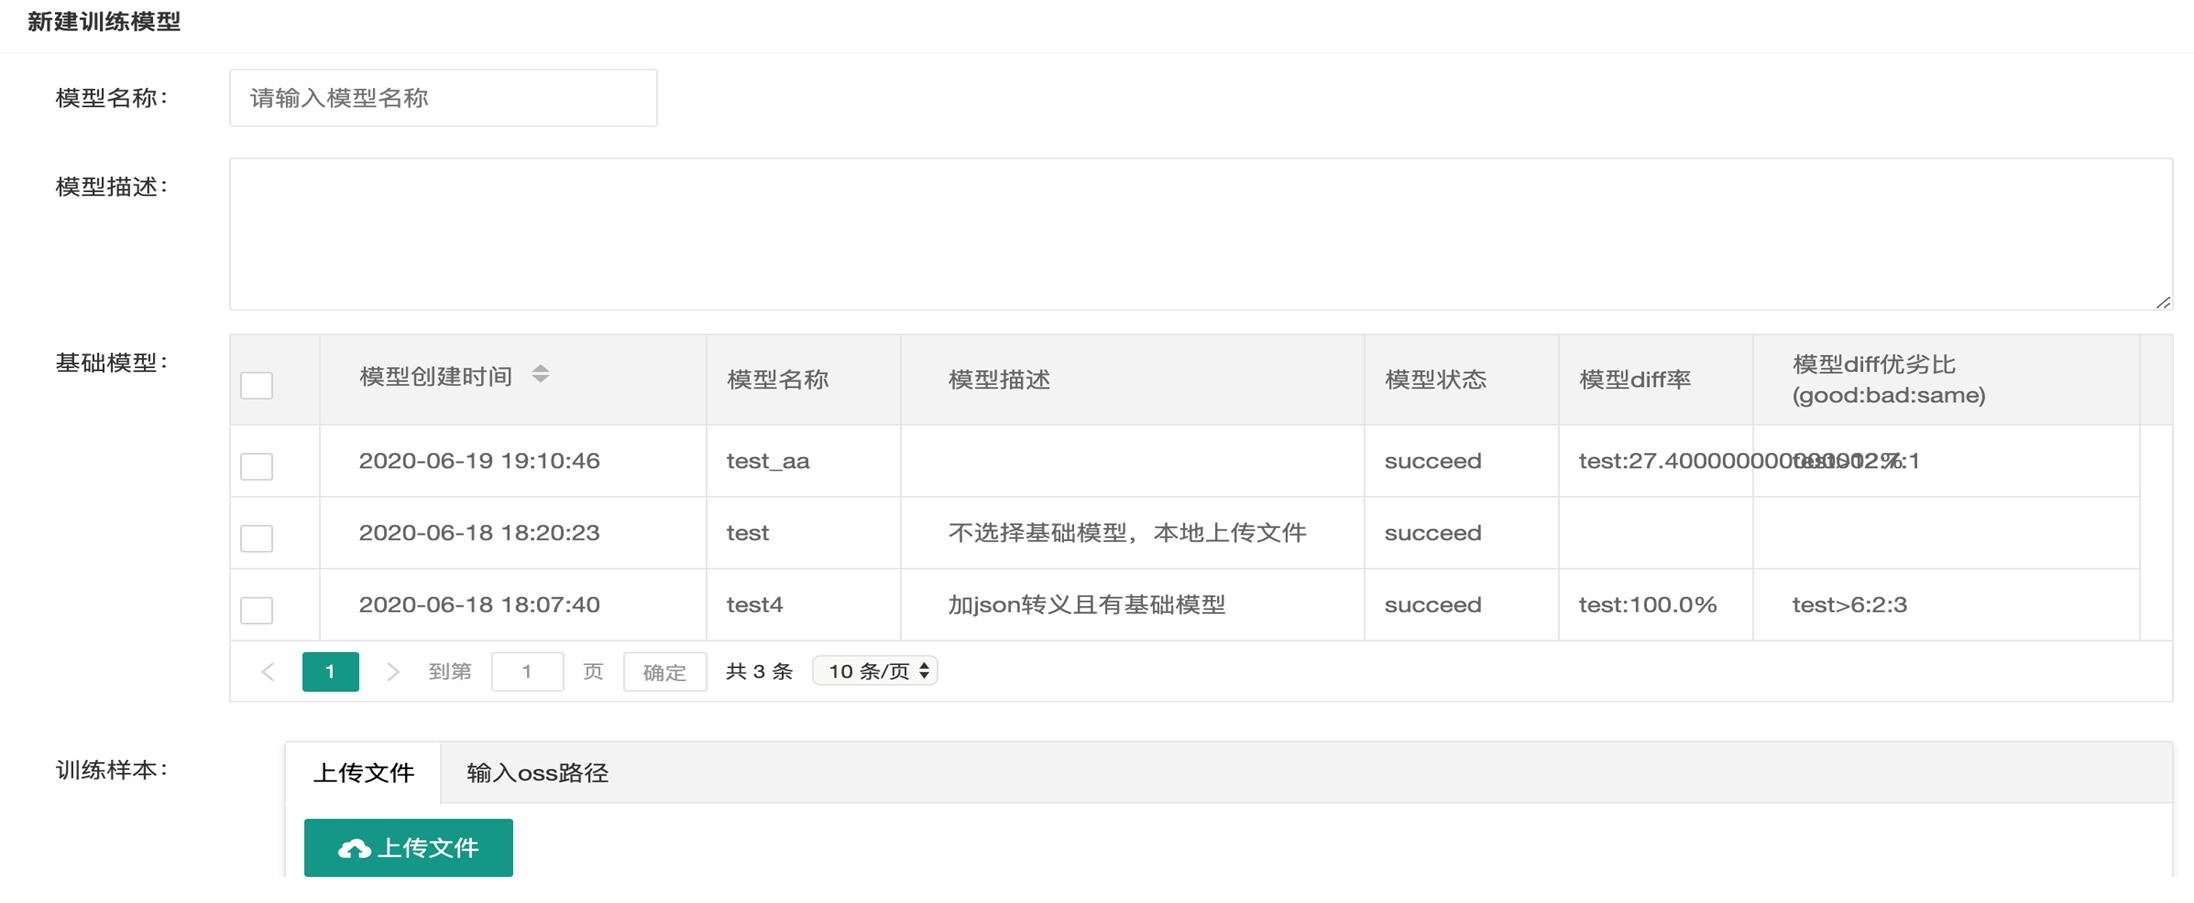 新建训练模型
模型名称：
请输入模型名称
模型描述：
基础模型：
模型创建时间 模型名称 模型描述 模型状态 模型diff率 模型diff优劣比
(good:bad:same)
2020-06-19 19:10:46 test_aa succeed test:27.400000000000002% test>12:7:1
2020-06-18 18:20:23 test 不选择基础模型，本地上传文件 succeed
2020-06-18 18:07:40 test4 加json转义且有基础模型 succeed test:100.0% test>6:2:3
1 到第 1 页 确定 共 3 条 10 条/页
训练样本：
上传文件 输入oss路径
上传文件